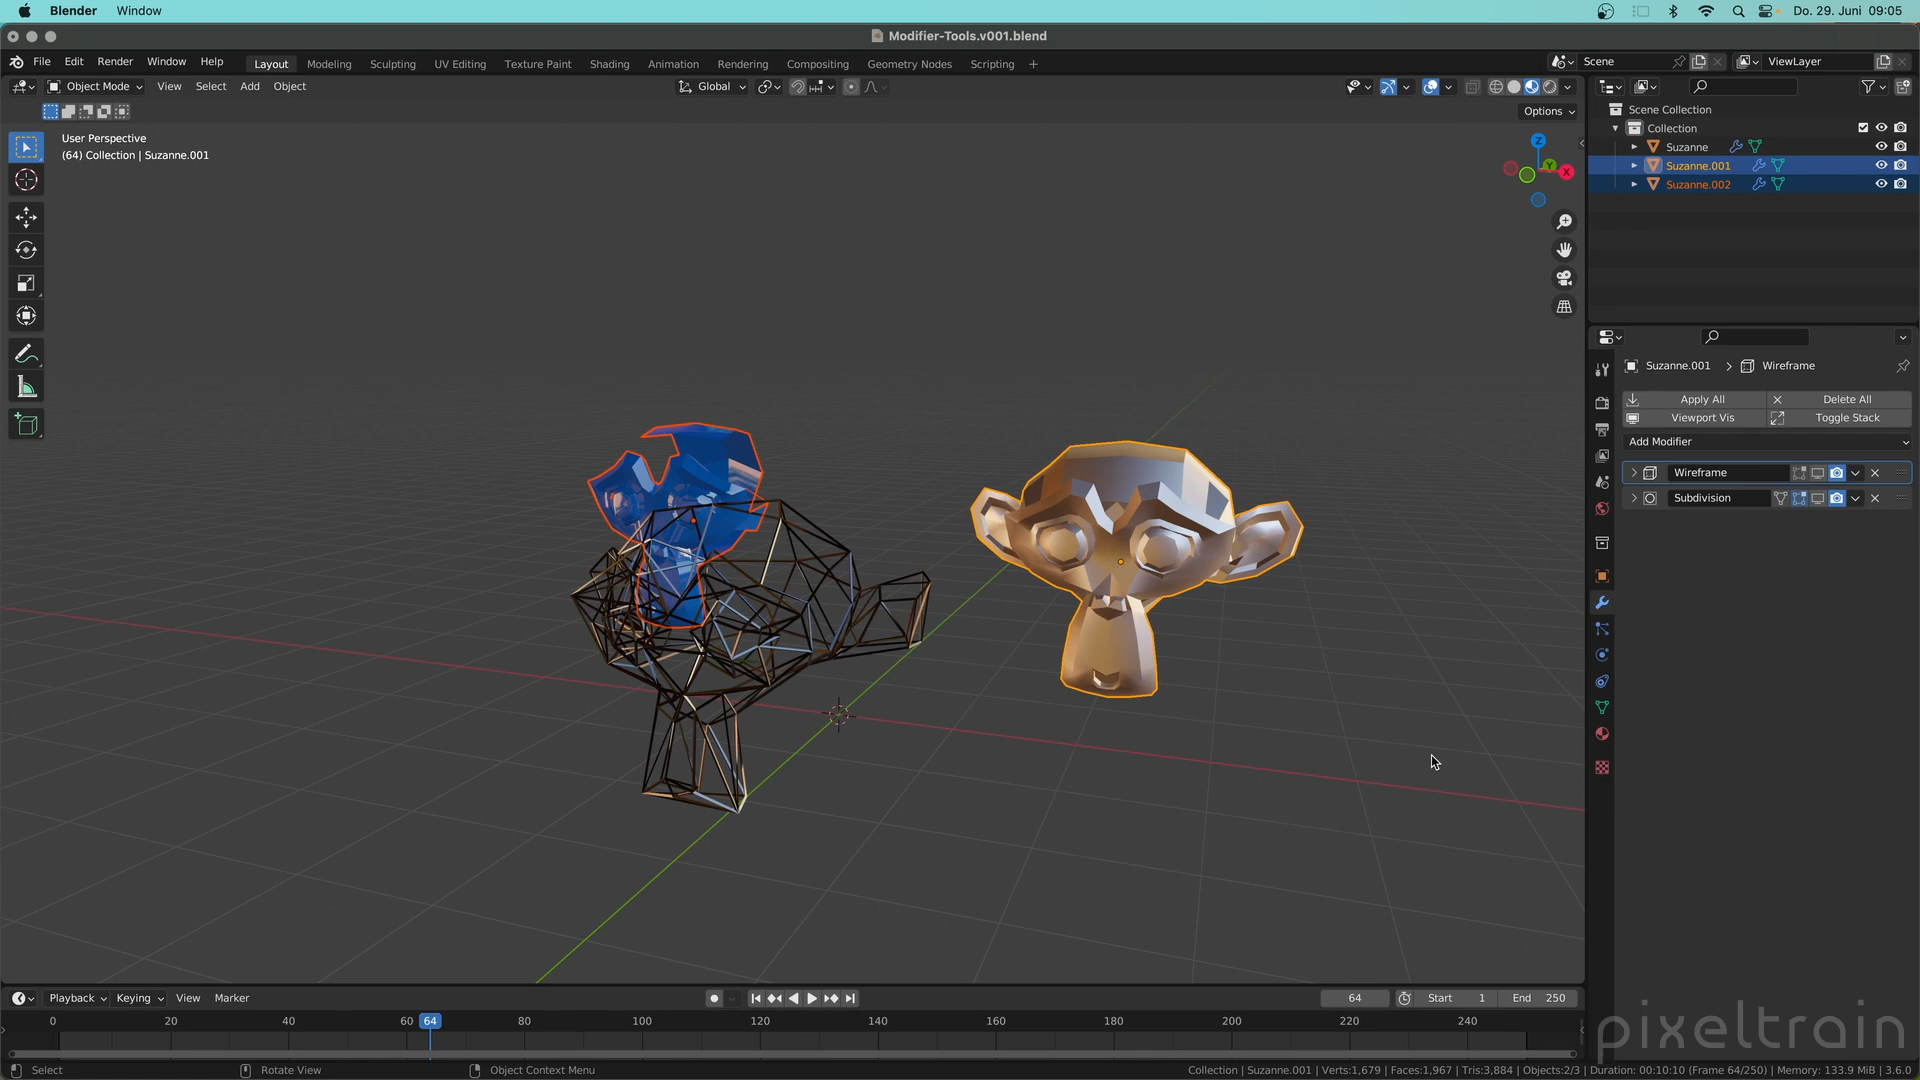 Blender Window
Do. 29. Juni 09:05
Modifier-Tools.v001.blend
File Edit Render Window Help
Layout Modeling Sculpting UV Editing Texture Paint Shading Animation Rendering Compositing Geometry Nodes Scripting +
Scene
ViewLayer
Object Mode View Select Add Object
Global
Options
User Perspective
(64) Collection | Suzanne.001
Z
Y
X
Scene Collection
Collection
Suzanne
Suzanne.001
Suzanne.002
Suzanne.001 > Wireframe
Apply All Delete All
Viewport Vis Toggle Stack
Add Modifier
Wireframe
Subdivision
Playback Keying View Marker
64
Start 1 End 250
0 20 40 60 64 80 100 120 140 160 180 200 220 240
pixeltrain
Select Rotate View Object Context Menu
Collection | Suzanne.001 | Verts:1,679 | Faces:1,967 | Tris:3,884 | Objects:2/3 | Duration: 00:10:10 (Frame 64/250) | Memory: 133.9 MiB | 3.6.0